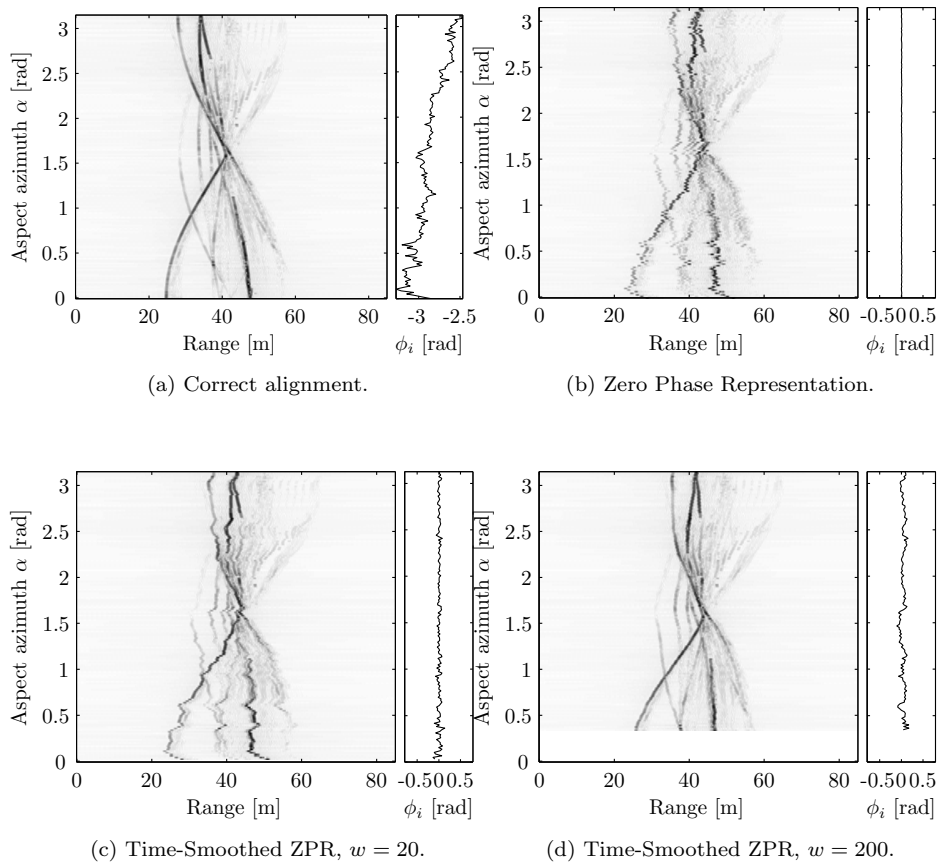 Aspect azimuth α [rad]
3
2.5
2
1.5
1
0.5
0
0 20 40 60 80
Range [m]
-3 -2.5
ϕi [rad]
(a) Correct alignment.
Aspect azimuth α [rad]
3
2.5
2
1.5
1
0.5
0
0 20 40 60 80
Range [m]
-0.5 0 0.5
ϕi [rad]
(b) Zero Phase Representation.
Aspect azimuth α [rad]
3
2.5
2
1.5
1
0.5
0
0 20 40 60 80
Range [m]
-0.5 0.5
ϕi [rad]
(c) Time-Smoothed ZPR, w = 20.
Aspect azimuth α [rad]
3
2.5
2
1.5
1
0.5
0
0 20 40 60 80
Range [m]
-0.5 0 0.5
ϕi [rad]
(d) Time-Smoothed ZPR, w = 200.